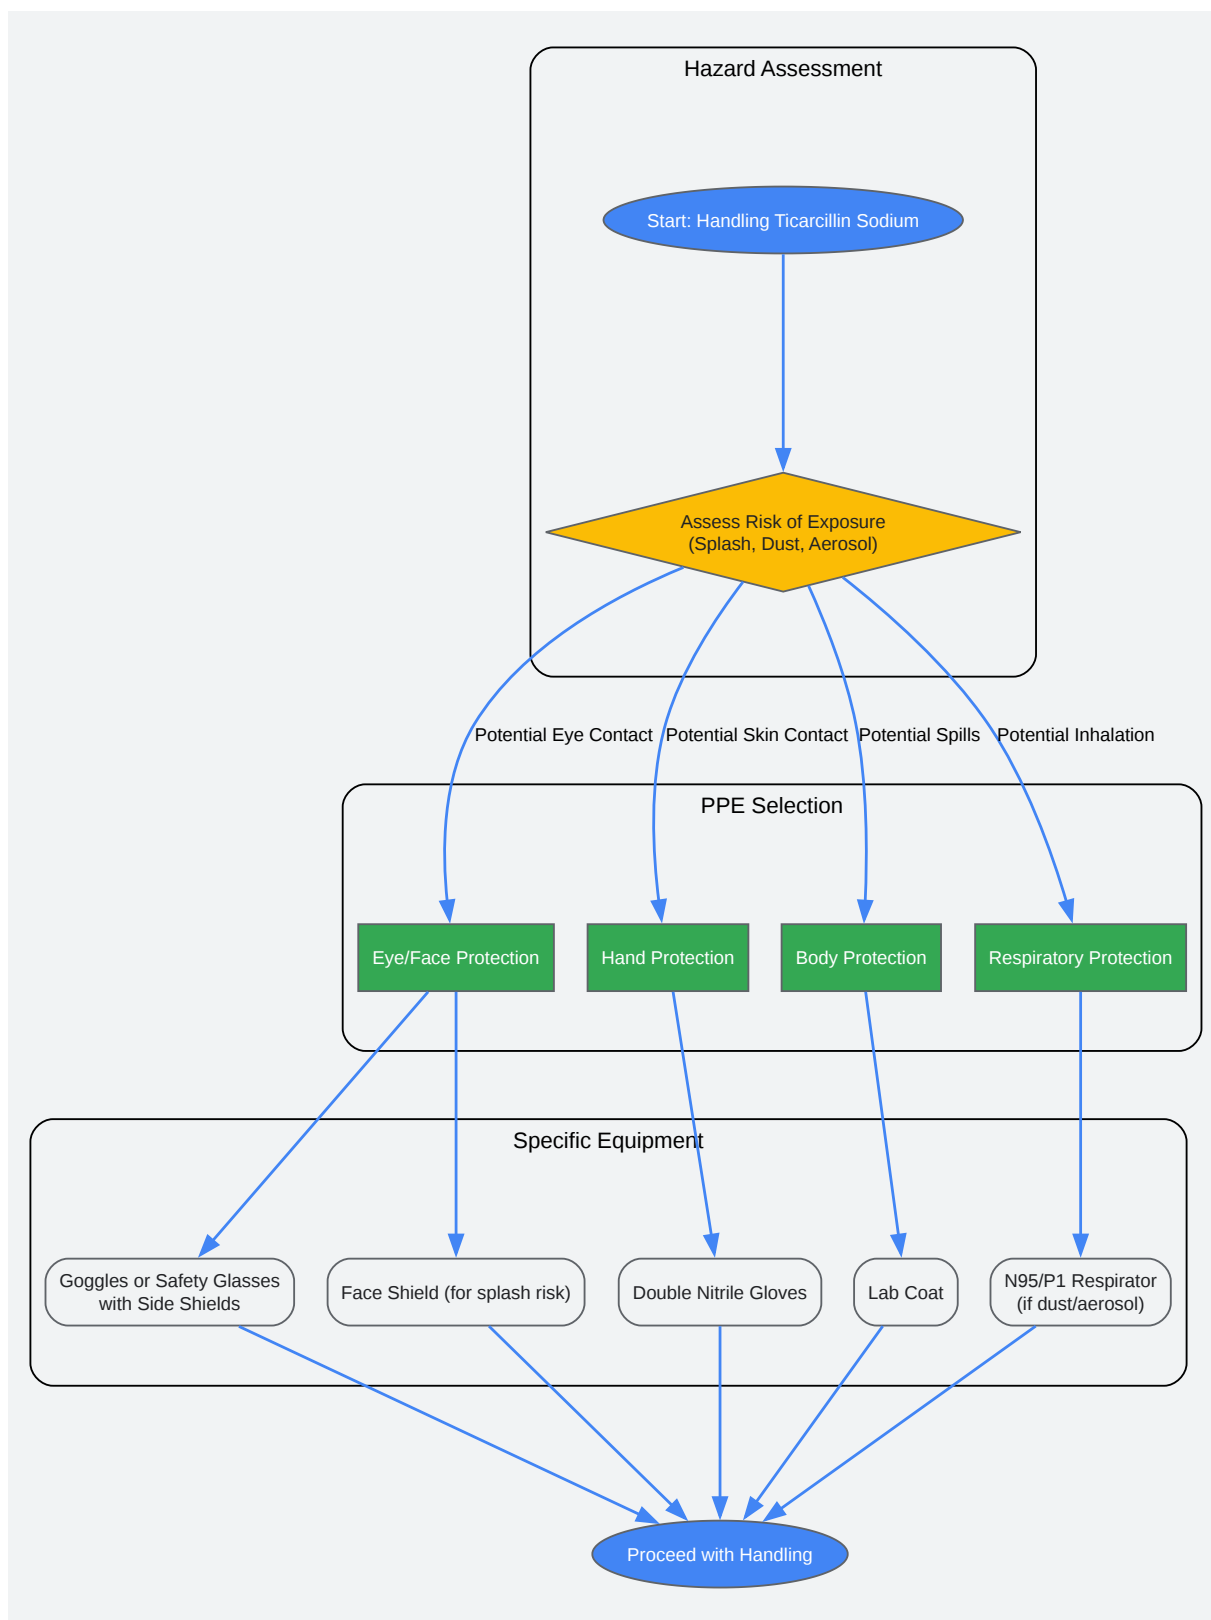 Hazard Assessment
Start: Handling Ticarcillin Sodium
Assess Risk of Exposure
(Splash, Dust, Aerosol)
Potential Eye Contact
Potential Skin Contact
Potential Spills
Potential Inhalation
PPE Selection
Eye/Face Protection
Hand Protection
Body Protection
Respiratory Protection
Specific Equipment
Goggles or Safety Glasses
with Side Shields
Face Shield (for splash risk)
Double Nitrile Gloves
Lab Coat
N95/P1 Respirator
(if dust/aerosol)
Proceed with Handling